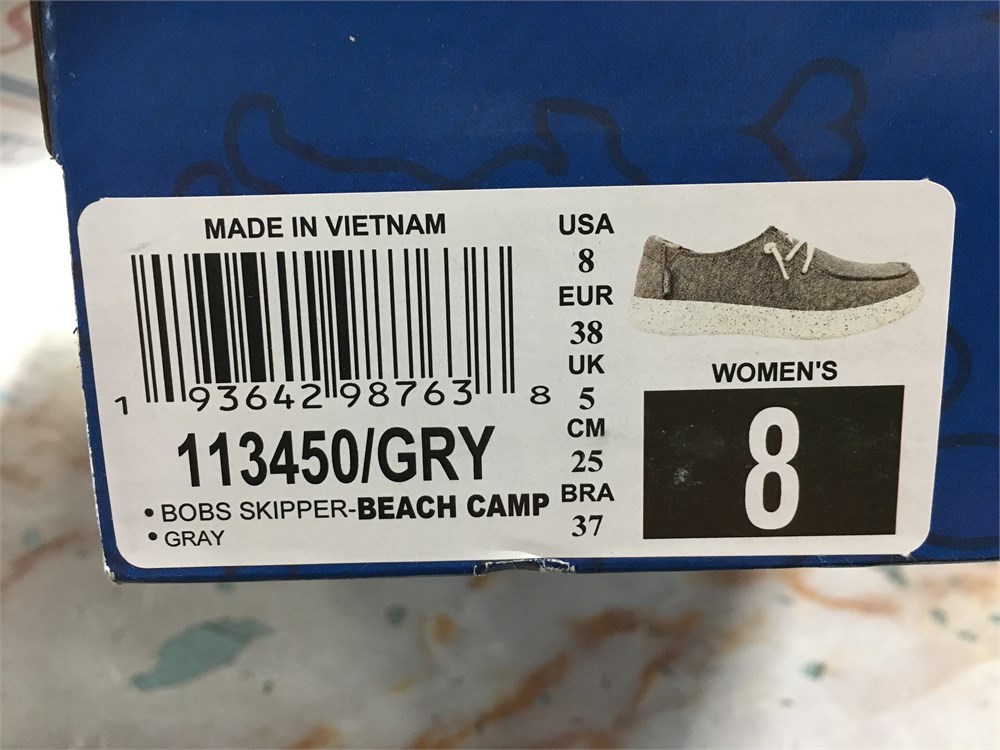 MADE IN VIETNAM
1 93642 98763 8
113450/GRY
• BOBS SKIPPER-BEACH CAMP
• GRAY
USA
8
EUR
38
UK
5
CM
25
BRA
37
WOMEN'S
8